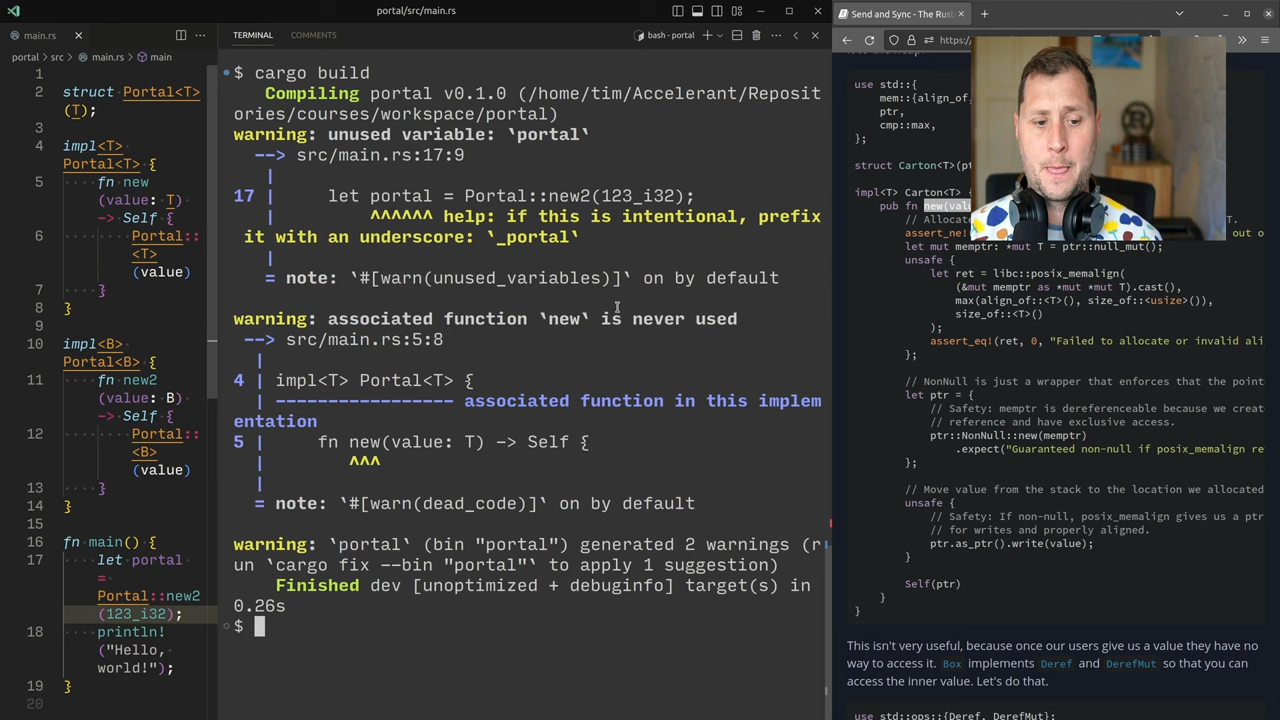 portal/src/main.rs
main.rs
portal > src > main.rs > main
1
2 struct Portal<T>
(T);
3
4 impl<T>
Portal<T> {
5 fn new
(value: T)
-> Self {
6 Portal::
<T>
(value)
7 }
8 }
9
10 impl<B>
Portal<B> {
11 fn new2
(value: B)
-> Self {
12 Portal::
<B>
(value)
13 }
14 }
15
16 fn main() {
17 let portal
=
Portal::new2
(123_i32);
18 println!
("Hello,
world!");
19 }
20
TERMINAL COMMENTS
bash - portal
$ cargo build
Compiling portal v0.1.0 (/home/tim/Accelerant/Reposit
ories/courses/workspace/portal)
warning: unused variable: `portal`
--> src/main.rs:17:9
|
17 | let portal = Portal::new2(123_i32);
| ^^^^^^ help: if this is intentional, prefix
it with an underscore: `_portal`
|
= note: `#[warn(unused_variables)]` on by default
warning: associated function `new` is never used
--> src/main.rs:5:8
|
4 | impl<T> Portal<T> {
| ----------------- associated function in this implem
entation
5 | fn new(value: T) -> Self {
| ^^^
|
= note: `#[warn(dead_code)]` on by default
warning: `portal` (bin "portal") generated 2 warnings (r
un `cargo fix --bin "portal"` to apply 1 suggestion)
Finished dev [unoptimized + debuginfo] target(s) in
0.26s
$
Send and Sync - The Rus
https:/
use std::{
mem::{align_of,
ptr,
cmp::max,
};
struct Carton<T>(pt
impl<T> Carton<T> {
pub fn new(valu
// Allocat
T.
assert_ne!
out o
let mut memptr: *mut T = ptr::null_mut();
unsafe {
let ret = libc::posix_memalign(
(&mut memptr as *mut *mut T).cast(),
max(align_of::<T>(), size_of::<usize>()),
size_of::<T>()
);
assert_eq!(ret, 0, "Failed to allocate or invalid ali
};
// NonNull is just a wrapper that enforces that the point
let ptr = {
// Safety: memptr is dereferenceable because we creat
// reference and have exclusive access.
ptr::NonNull::new(memptr)
.expect("Guaranteed non-null if posix_memalign re
};
// Move value from the stack to the location we allocated
unsafe {
// Safety: If non-null, posix_memalign gives us a ptr
// for writes and properly aligned.
ptr.as_ptr().write(value);
}
Self(ptr)
}
}
This isn't very useful, because once our users give us a value they have no
way to access it. Box implements Deref and DerefMut so that you can
access the inner value. Let's do that.
use std::ops::{Deref, DerefMut};